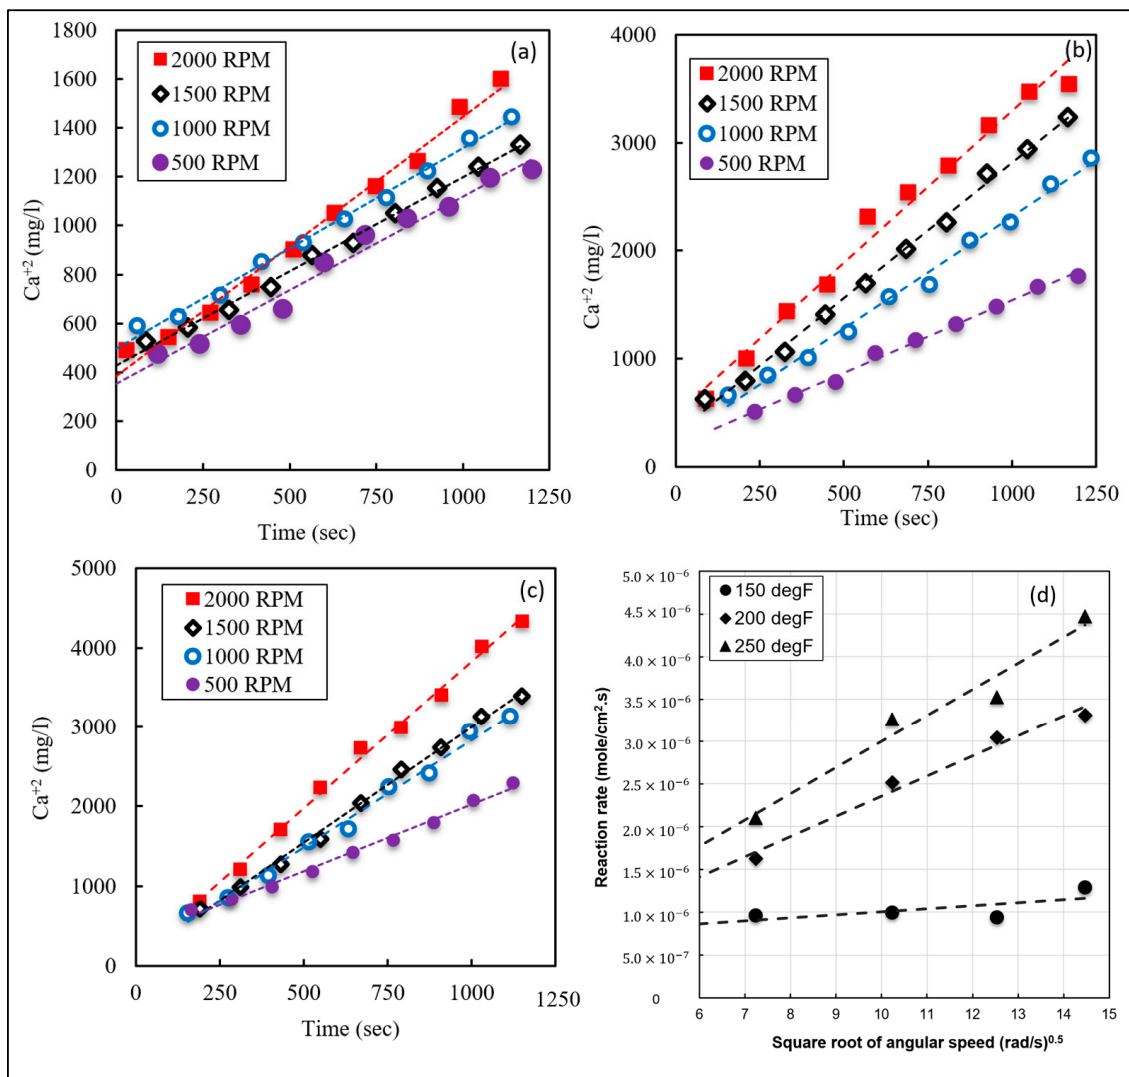 (a)
1800
1600
1400
1200
1000
800
600
400
200
0
Ca+2 (mg/l)
2000 RPM
1500 RPM
1000 RPM
500 RPM
0 250 500 750 1000 1250
Time (sec)
(b)
4000
3000
2000
1000
0
Ca+2 (mg/l)
2000 RPM
1500 RPM
1000 RPM
500 RPM
0 250 500 750 1000 1250
Time (sec)
(c)
5000
4000
3000
2000
1000
0
Ca+2 (mg/l)
2000 RPM
1500 RPM
1000 RPM
500 RPM
0 250 500 750 1000 1250
Time (sec)
(d)
5.0 × 10−6
4.5 × 10−6
4.0 × 10−6
3.5 × 10−6
3.0 × 10−6
2.5 × 10−6
2.0 × 10−6
1.5 × 10−6
1.0 × 10−6
5.0 × 10−7
0
Reaction rate (mole/cm2.s)
150 degF
200 degF
250 degF
6 7 8 9 10 11 12 13 14 15
Square root of angular speed (rad/s)0.5